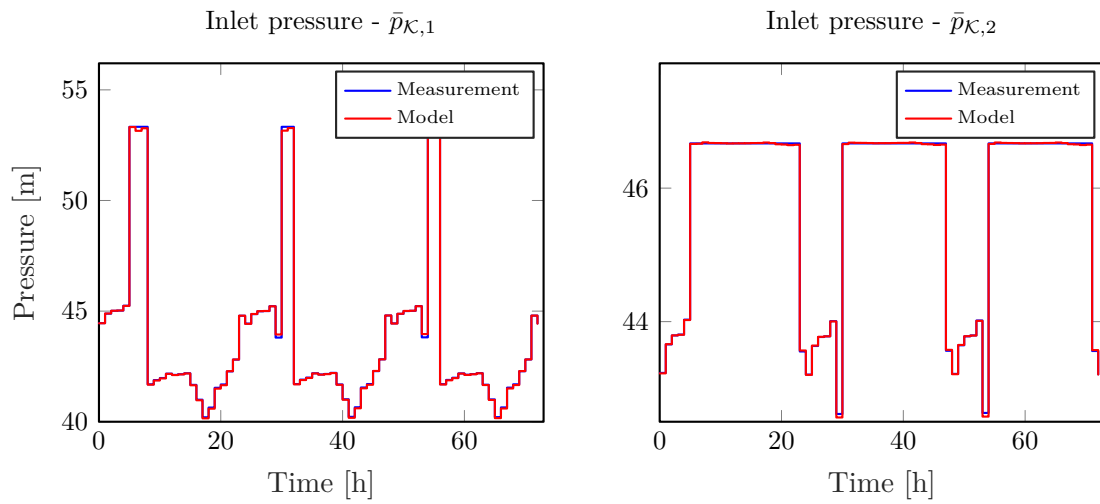 Inlet pressure - p̄𝒦,1
Inlet pressure - p̄𝒦,2
Pressure [m]
55
50
45
40
0
20
40
60
Time [h]
Measurement
Model
46
44
0
20
40
60
Time [h]
Measurement
Model